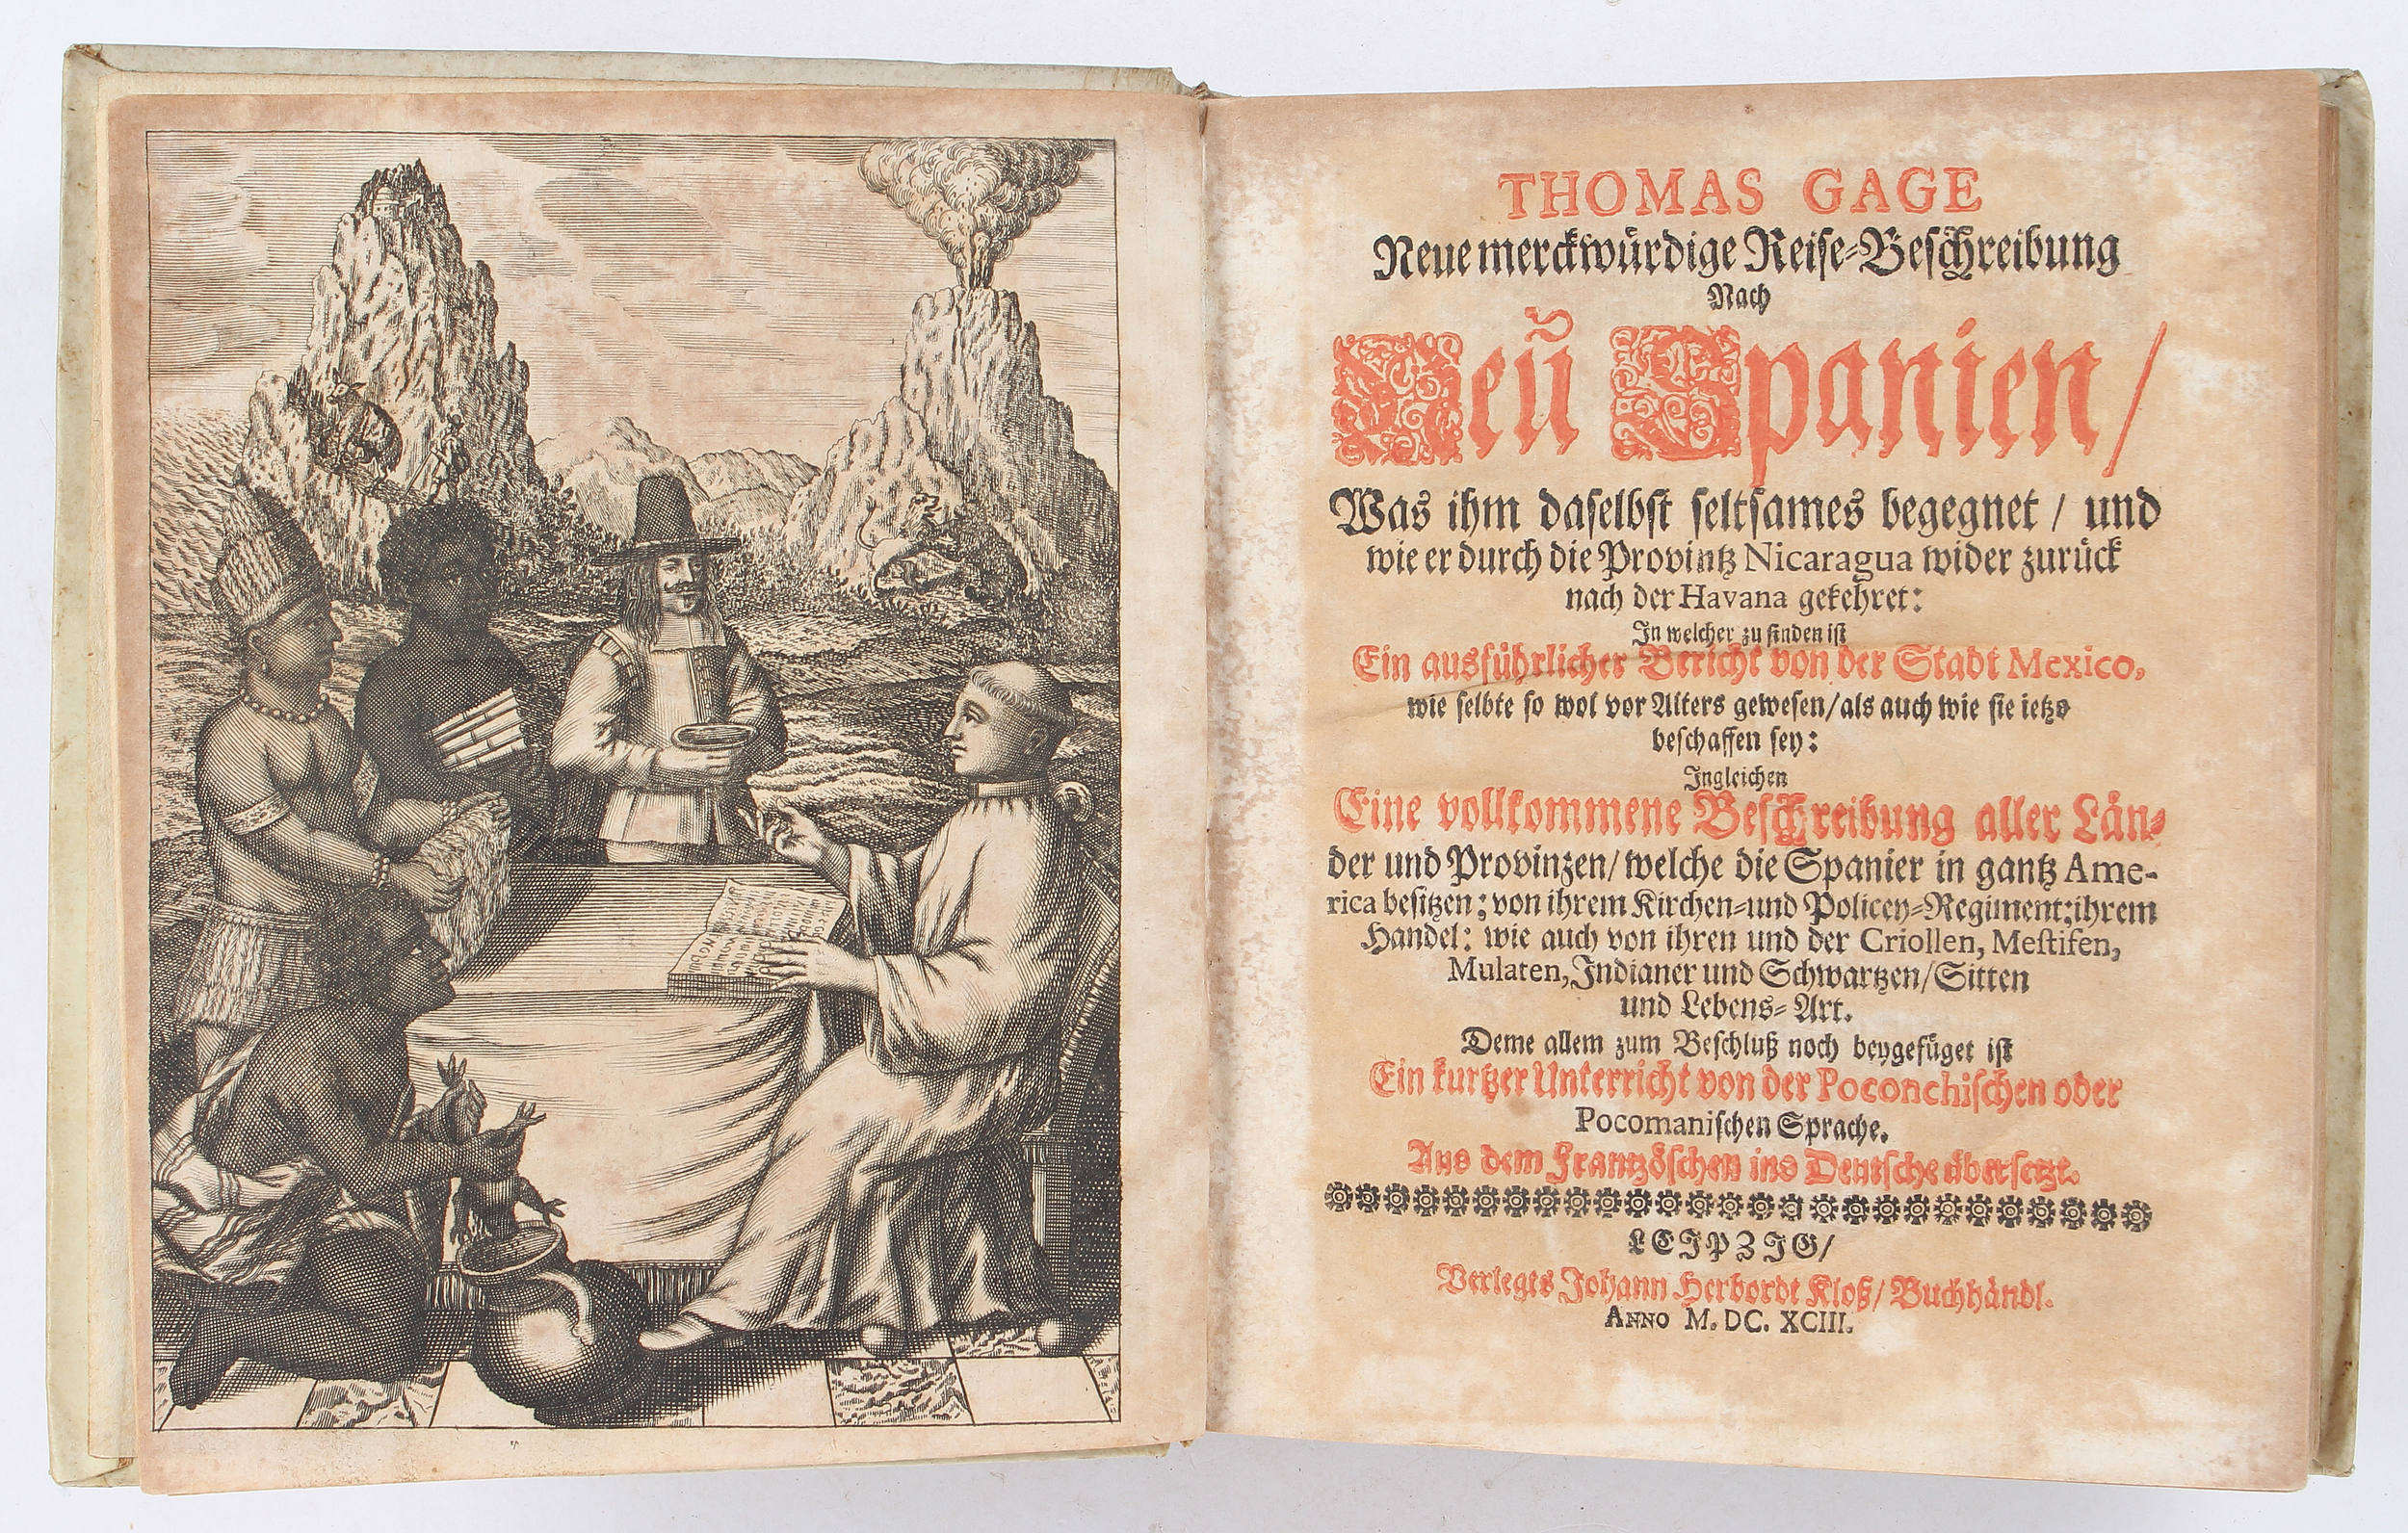 THOMAS GAGE
Neue merckwürdige Reise-Beschreibung
Nach
Neũ Spanien/
Was ihm daselbst seltsames begegnet / und
wie er durch die Provintz Nicaragua wider zurück
nach der Havana gekehret:
In welcher zu finden ist
Ein ausführlicher Bericht von der Stadt Mexico,
wie selbte so wol vor Alters gewesen/als auch wie sie ietzo
beschaffen sey:
Ingleichen
Eine vollkommene Beschreibung aller Län-
der und Provinzen/welche die Spanier in gantz Ame-
rica besitzen; von ihrem Kirchen-und Policey-Regiment;ihrem
Handel: wie auch von ihren und der Criollen, Mestisen,
Mulaten, Indianer und Schwartzen/Sitten
und Lebens-Art.
Deme allem zum Beschluß noch beygefüget ist
Ein kurtzer Unterricht von der Poconchischen oder
Pocomanischen Sprache.
Aus dem Frantzöschen ins Deutsche übersetzt.
LEIPZIG/
Verlegts Johann Herbordt Kloß/ Buchhändl.
ANNO M. DC. XCIII.